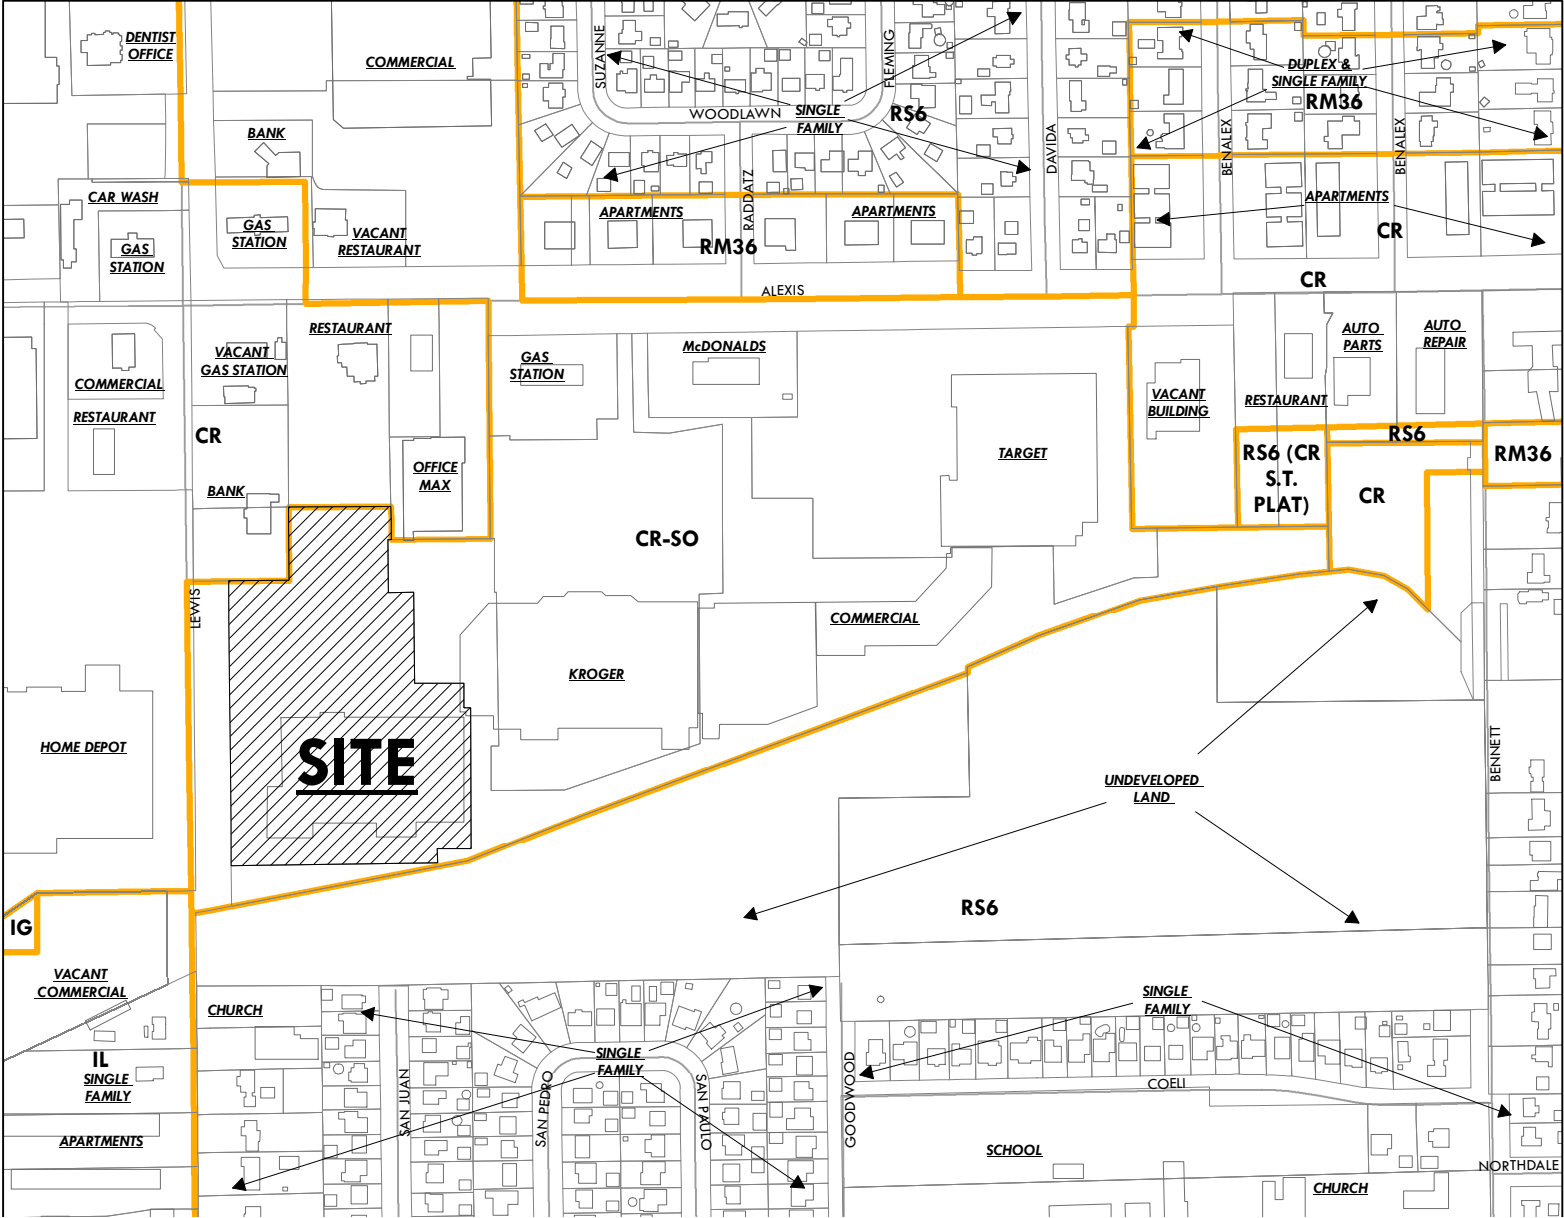 DENTIST
OFFICE
COMMERCIAL
SUZANNE
FLEMING
WOODLAWN
SINGLE
FAMILY
RS6
DAVIDA
DUPLEX &
SINGLE FAMILY
RM36
BENALEX
BENALEX
BANK
CAR WASH
GAS
STATION
GAS
STATION
VACANT
RESTAURANT
APARTMENTS
RADDATZ
APARTMENTS
RM36
APARTMENTS
CR
CR
ALEXIS
RESTAURANT
VACANT
GAS STATION
COMMERCIAL
RESTAURANT
CR
GAS
STATION
McDONALDS
AUTO
PARTS
AUTO
REPAIR
VACANT
BUILDING
RESTAURANT
OFFICE
MAX
BANK
TARGET
RS6 (CR
S.T.
PLAT)
RS6
RM36
CR
CR-SO
LEWIS
COMMERCIAL
KROGER
HOME DEPOT
SITE
UNDEVELOPED
LAND
BENNETT
RS6
IG
VACANT
COMMERCIAL
CHURCH
SINGLE
FAMILY
IL
SINGLE
FAMILY
SINGLE
FAMILY
SAN JUAN
SAN PEDRO
SAN PAULO
GOODWOOD
COELI
APARTMENTS
SCHOOL
NORTHDALE
CHURCH